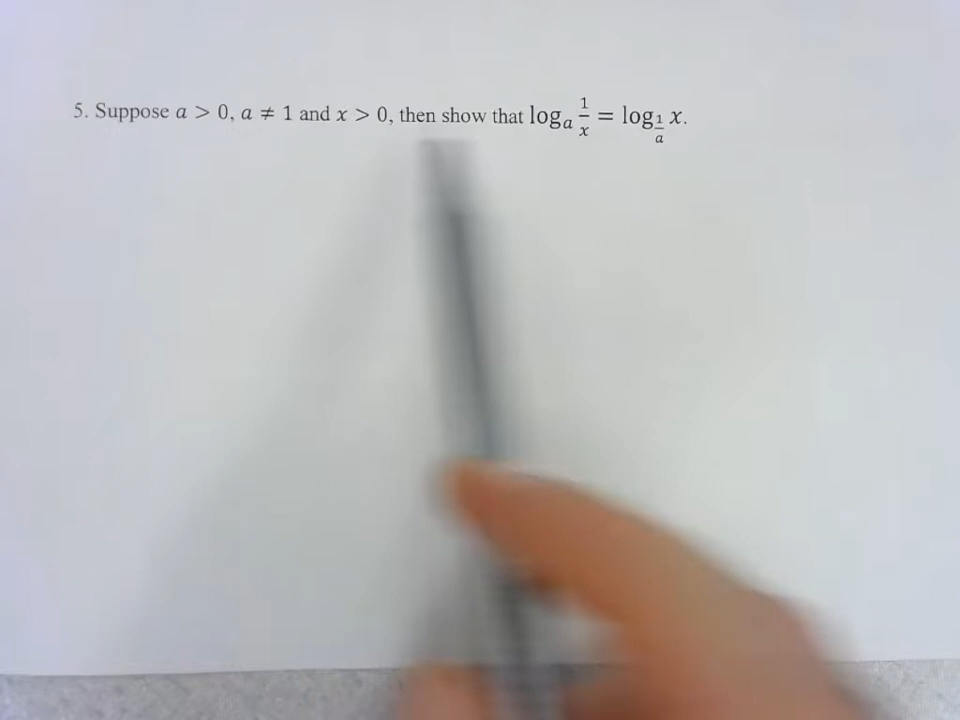 5. Suppose a > 0, a ≠ 1 and x > 0, then show that log_a 1/x = log_{1/a} x.